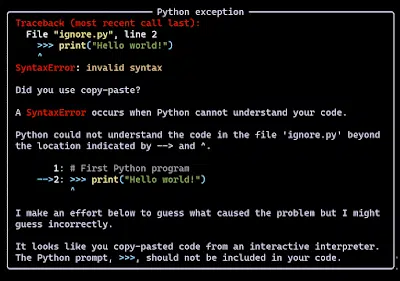 Python exception
Traceback (most recent call last):
File "ignore.py", line 2
>>> print("Hello world!")
^
SyntaxError: invalid syntax
Did you use copy-paste?
A SyntaxError occurs when Python cannot understand your code.
Python could not understand the code in the file 'ignore.py' beyond
the location indicated by --> and ^.
1: # First Python program
-->2: >>> print("Hello world!")
^
I make an effort below to guess what caused the problem but I might
guess incorrectly.
It looks like you copy-pasted code from an interactive interpreter.
The Python prompt, >>>, should not be included in your code.